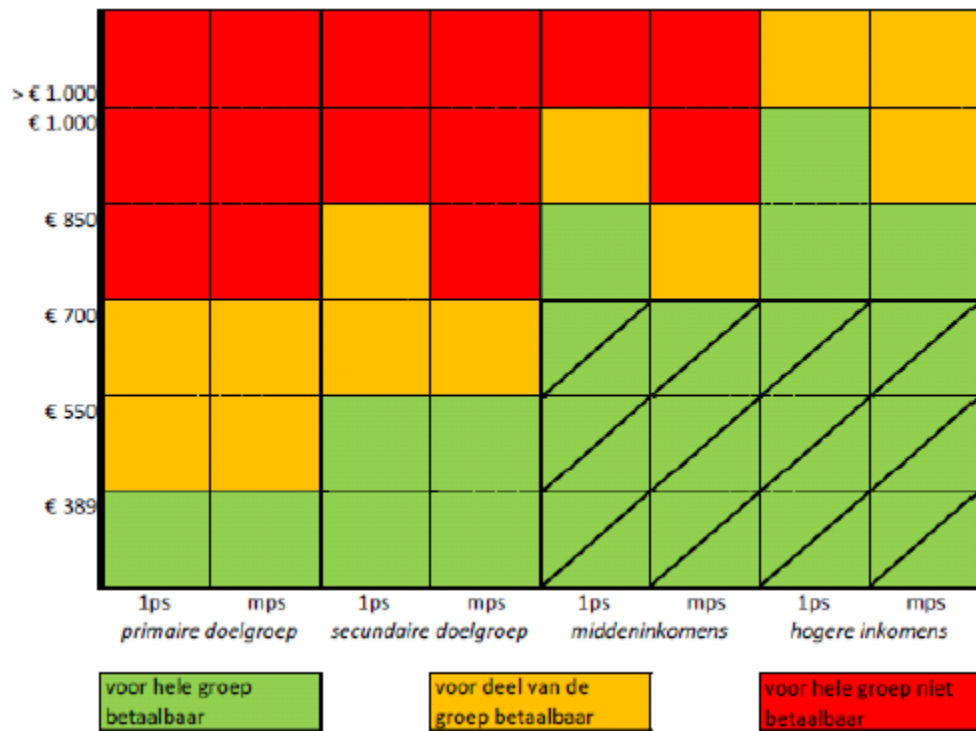 > € 1.000
€ 1.000
€ 850
€ 700
€ 550
€ 389
1ps mps 1ps mps 1ps mps 1ps mps
primaire doelgroep secundaire doelgroep middeninkomens hogere inkomens
voor hele groep
betaalbaar
voor deel van de
groep betaalbaar
voor hele groep niet
betaalbaar